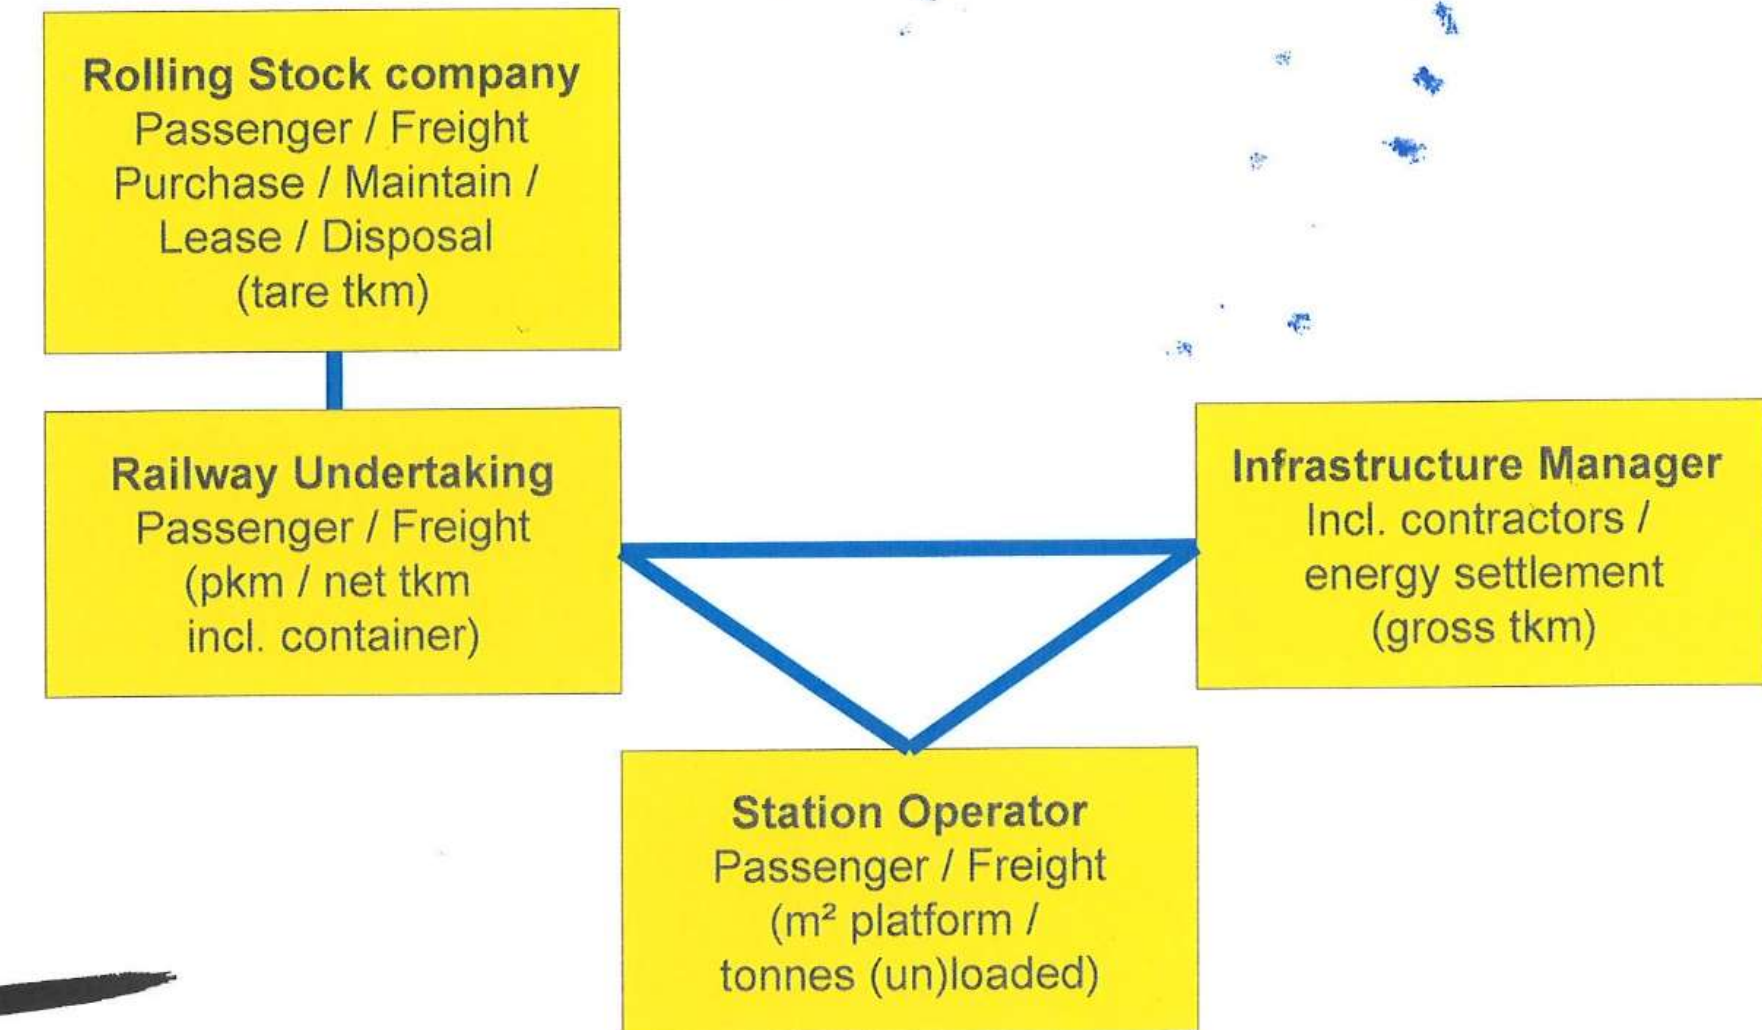 Rolling Stock company
Passenger / Freight
Purchase / Maintain /
Lease / Disposal
(tare tkm)
Railway Undertaking
Passenger / Freight
(pkm / net tkm
incl. container)
Infrastructure Manager
Incl. contractors /
energy settlement
(gross tkm)
Station Operator
Passenger / Freight
(m² platform /
tonnes (un)loaded)